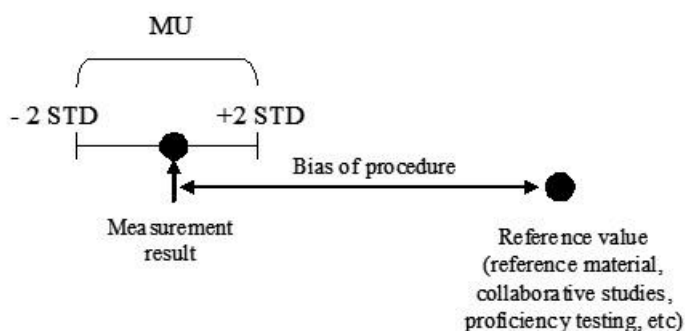 MU
- 2 STD
+2 STD
Bias of procedure
Measurement
result
Reference value
(reference material,
collaborative studies,
proficiency testing, etc)